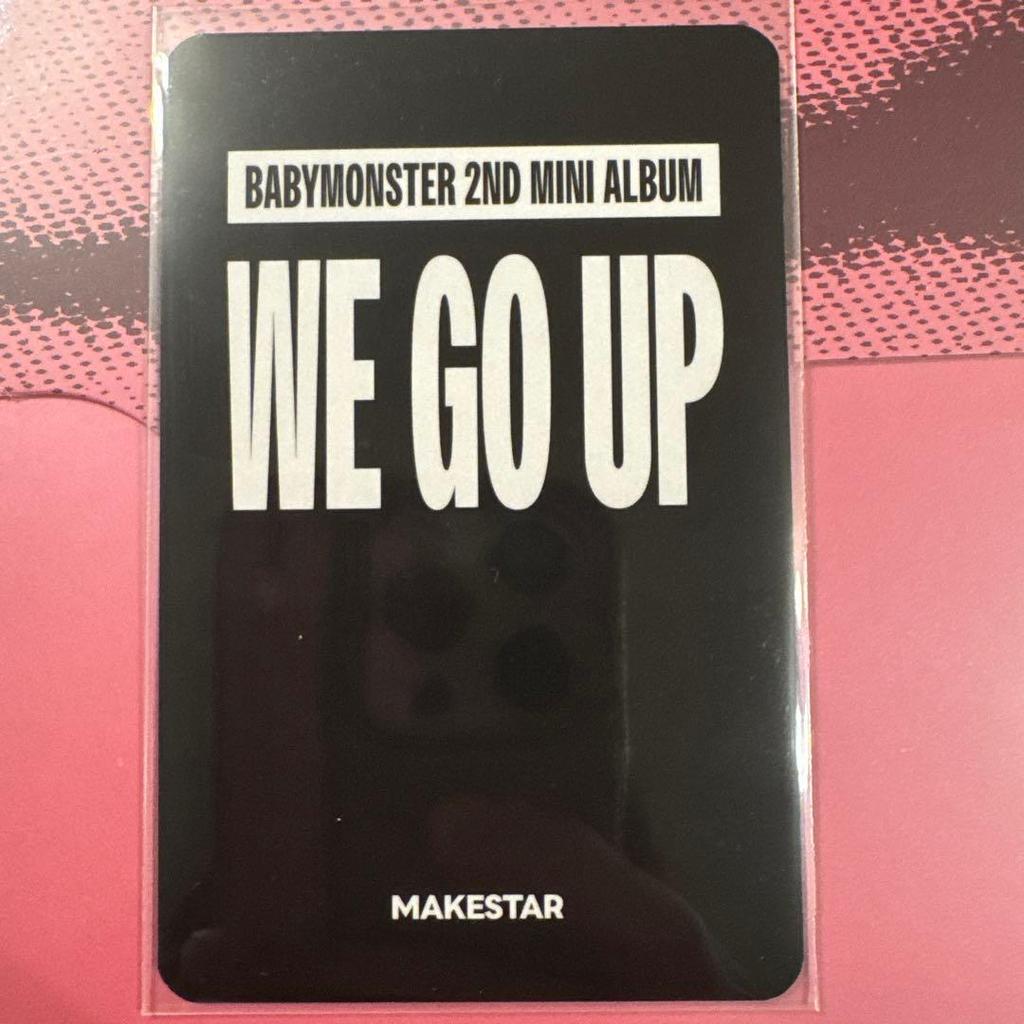 BABYMONSTER 2ND MINI ALBUM
WE GO UP
MAKESTAR